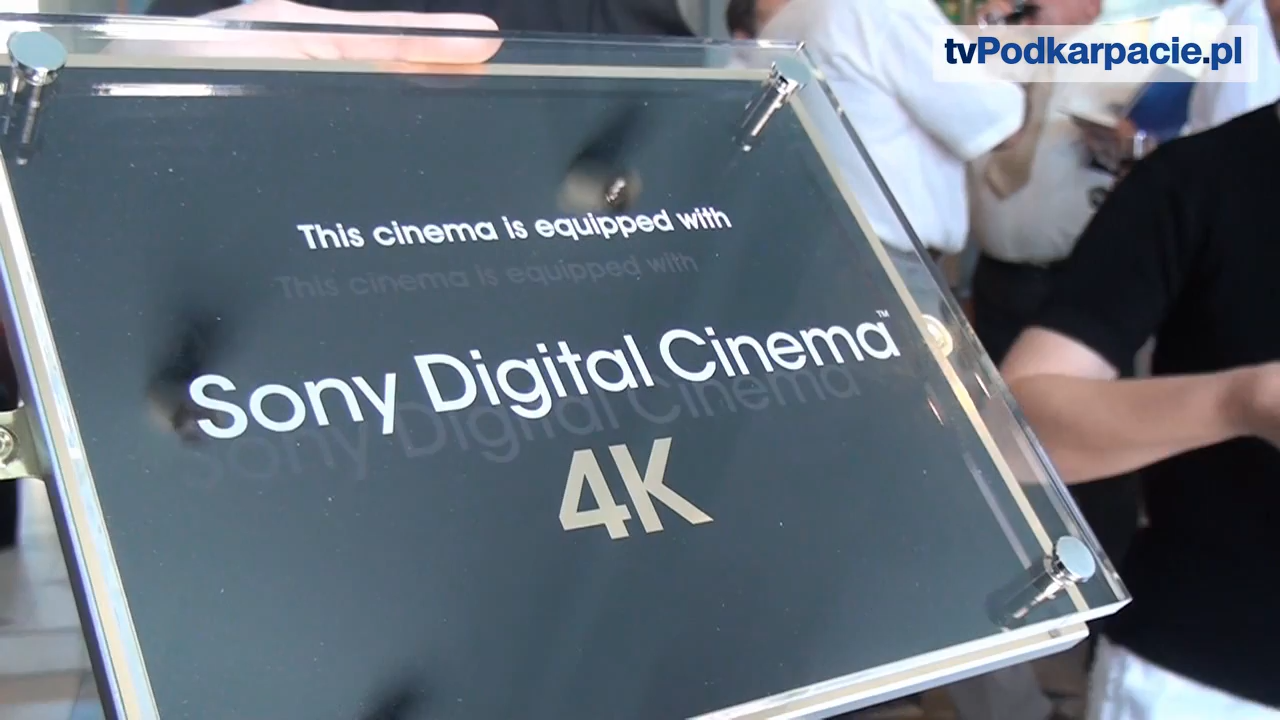 tvPodkarpacie.pl
This cinema is equipped with
Sony Digital Cinema™
4K